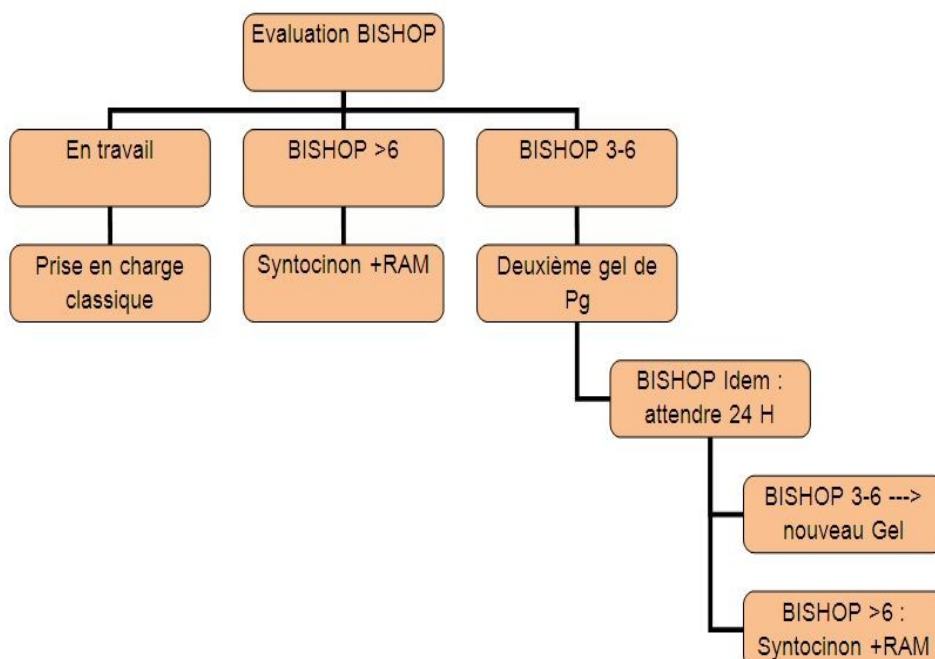 Evaluation BISHOP
En travail
BISHOP >6
BISHOP 3-6
Prise en charge
classique
Syntocinon +RAM
Deuxième gel de
Pg
BISHOP Idem :
attendre 24 H
BISHOP 3-6 --->
nouveau Gel
BISHOP >6 :
Syntocinon +RAM